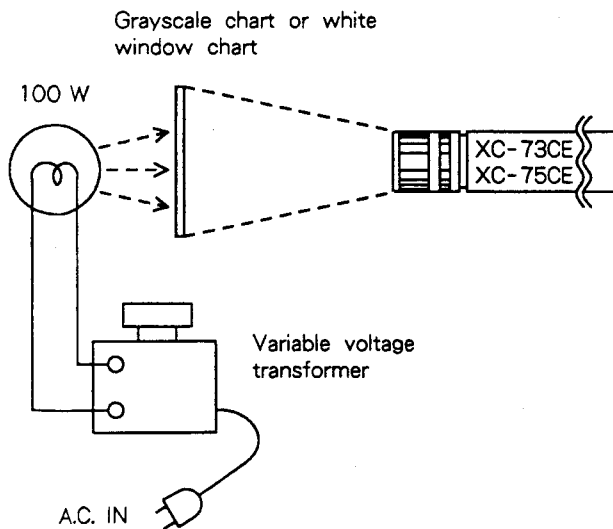 Grayscale chart or white
window chart
100 W
XC-73CE
XC-75CE
Variable voltage
transformer
A.C. IN